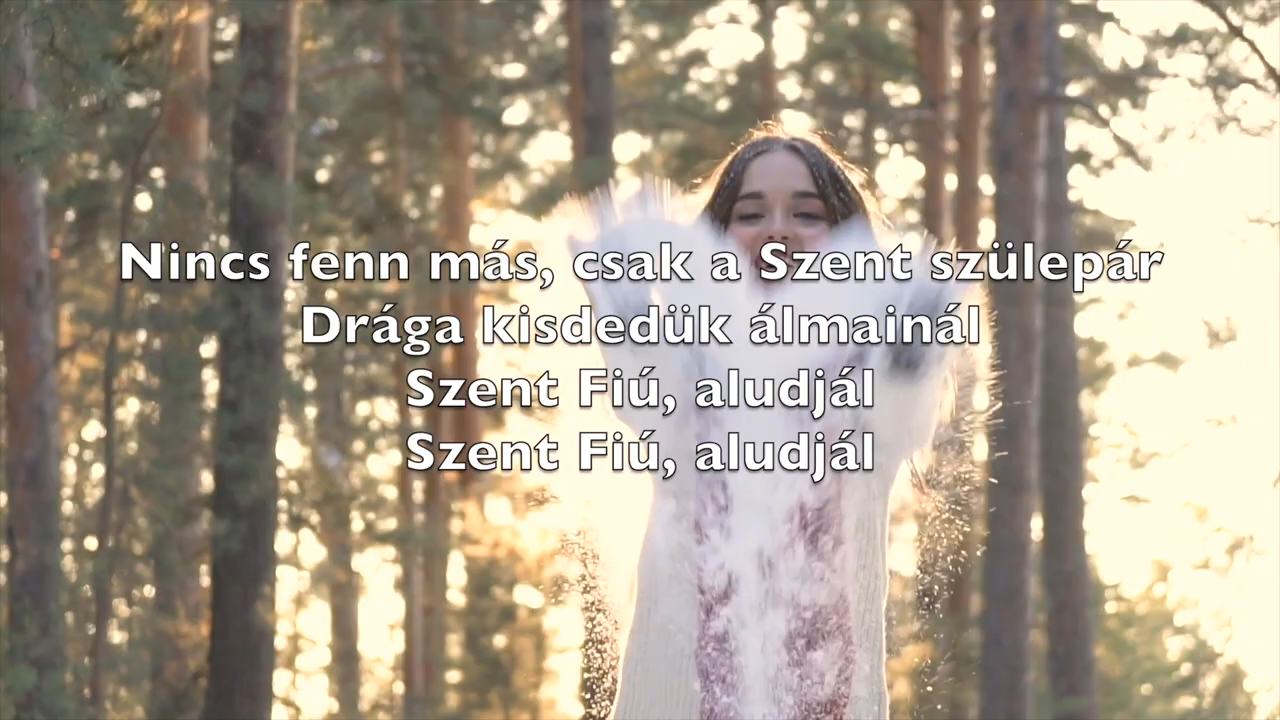 Nincs fenn más, csak a Szent szülepár
Drága kisdedük álmainál
Szent Fiú, aludjál
Szent Fiú, aludjál